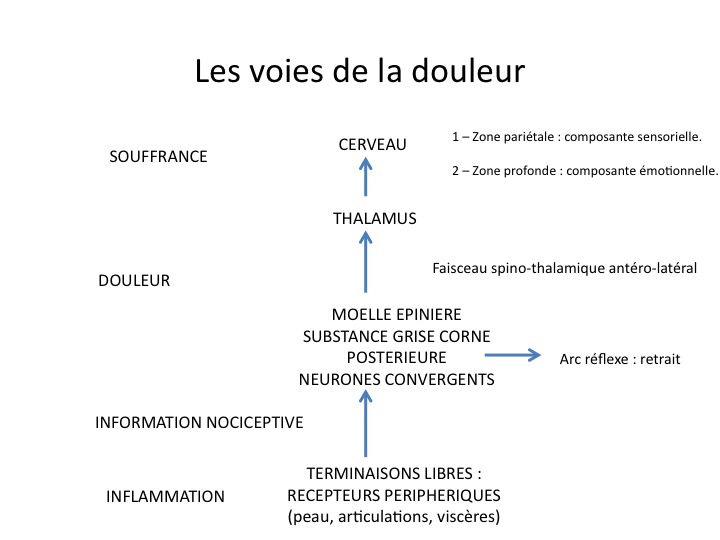 Les voies de la douleur
1 – Zone pariétale : composante sensorielle.
CERVEAU
SOUFFRANCE
2 – Zone profonde : composante émotionnelle.
THALAMUS
Faisceau spino-thalamique antéro-latéral
DOULEUR
MOELLE EPINIERE
SUBSTANCE GRISE CORNE
POSTERIEURE
NEURONES CONVERGENTS
Arc réflexe : retrait
INFORMATION NOCICEPTIVE
TERMINAISONS LIBRES :
RECEPTEURS PERIPHERIQUES
(peau, articulations, viscères)
INFLAMMATION